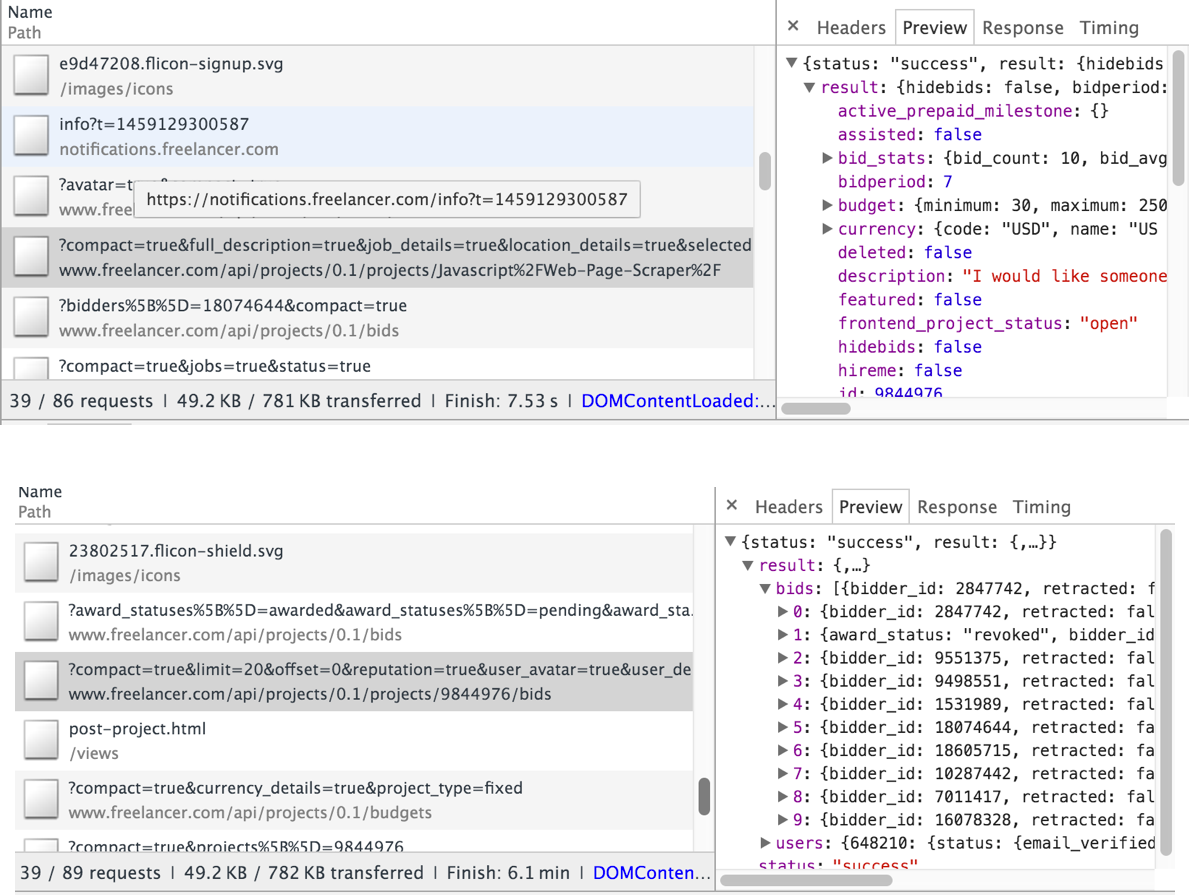 Name
Path
e9d47208.flicon-signup.svg
/images/icons
info?t=1459129300587
notifications.freelancer.com
?avatar=t
www.free
https://notifications.freelancer.com/info?t=1459129300587
?compact=true&full_description=true&job_details=true&location_details=true&selected
www.freelancer.com/api/projects/0.1/projects/Javascript%2FWeb-Page-Scraper%2F
?bidders%5B%5D=18074644&compact=true
www.freelancer.com/api/projects/0.1/bids
?compact=true&jobs=true&status=true
39 / 86 requests | 49.2 KB / 781 KB transferred | Finish: 7.53 s | DOMContentLoaded:...
× Headers Preview Response Timing
▼{status: "success", result: {hidebids
▼result: {hidebids: false, bidperiod:
active_prepaid_milestone: {}
assisted: false
▶bid_stats: {bid_count: 10, bid_avg
bidperiod: 7
▶budget: {minimum: 30, maximum: 250
▶currency: {code: "USD", name: "US
deleted: false
description: "I would like someone
featured: false
frontend_project_status: "open"
hidebids: false
hireme: false
id: 9844976
Name
Path
23802517.flicon-shield.svg
/images/icons
?award_statuses%5B%5D=awarded&award_statuses%5B%5D=pending&award_sta...
www.freelancer.com/api/projects/0.1/bids
?compact=true&limit=20&offset=0&reputation=true&user_avatar=true&user_de
www.freelancer.com/api/projects/0.1/projects/9844976/bids
post-project.html
/views
?compact=true&currency_details=true&project_type=fixed
www.freelancer.com/api/projects/0.1/budgets
?compact=true&projects%5B%5D=9844976
39 / 89 requests | 49.2 KB / 782 KB transferred | Finish: 6.1 min | DOMConten...
× Headers Preview Response Timing
▼{status: "success", result: {,…}}
▼result: {,…}
▼bids: [{bidder_id: 2847742, retracted: f
▶0: {bidder_id: 2847742, retracted: fal
▶1: {award_status: "revoked", bidder_id
▶2: {bidder_id: 9551375, retracted: fal
▶3: {bidder_id: 9498551, retracted: fal
▶4: {bidder_id: 1531989, retracted: fal
▶5: {bidder_id: 18074644, retracted: fa
▶6: {bidder_id: 18605715, retracted: fa
▶7: {bidder_id: 10287442, retracted: fa
▶8: {bidder_id: 7011417, retracted: fal
▶9: {bidder_id: 16078328, retracted: fa
▶users: {648210: {status: {email_verified
status: "success"